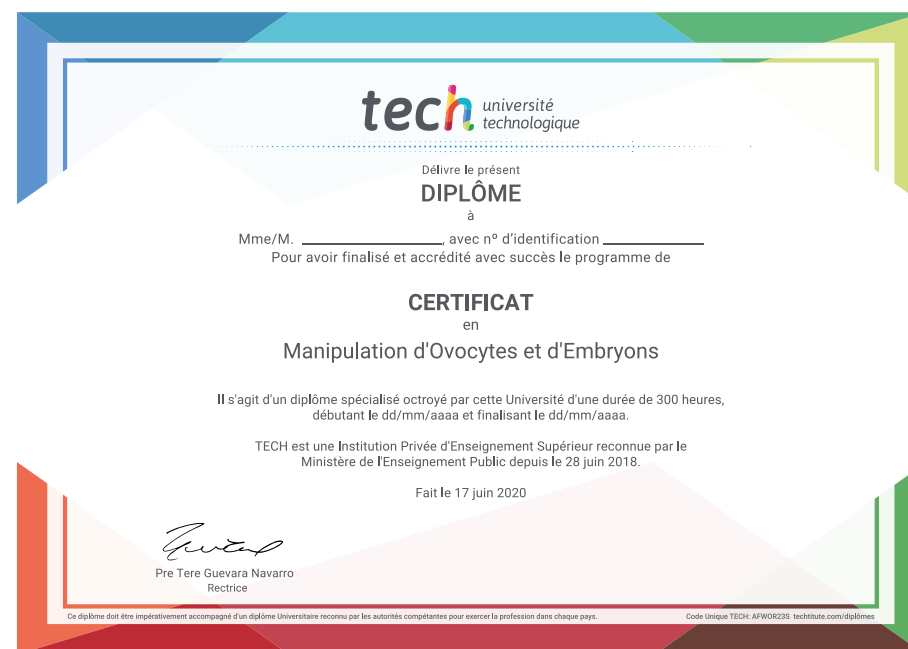 tech université
technologique
Délivre le présent
DIPLÔME
à
Mme/M. ____________________, avec nº d'identification ______________
Pour avoir finalisé et accrédité avec succès le programme de
CERTIFICAT
en
Manipulation d'Ovocytes et d'Embryons
Il s'agit d'un diplôme spécialisé octroyé par cette Université d'une durée de 300 heures,
débutant le dd/mm/aaaa et finalisant le dd/mm/aaaa.
TECH est une Institution Privée d'Enseignement Supérieur reconnue par le
Ministère de l'Enseignement Public depuis le 28 juin 2018.
Fait le 17 juin 2020
Pre Tere Guevara Navarro
Rectrice
Ce diplôme doit être impérativement accompagné d'un diplôme Universitaire reconnu par les autorités compétantes pour exercer la profession dans chaque pays. Code Unique TECH: AFWOR23S techtitute.com/diplômes